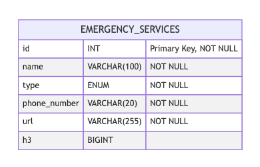 EMERGENCY_SERVICES
id INT Primary Key, NOT NULL
name VARCHAR(100) NOT NULL
type ENUM NOT NULL
phone_number VARCHAR(20) NOT NULL
url VARCHAR(255) NOT NULL
h3 BIGINT